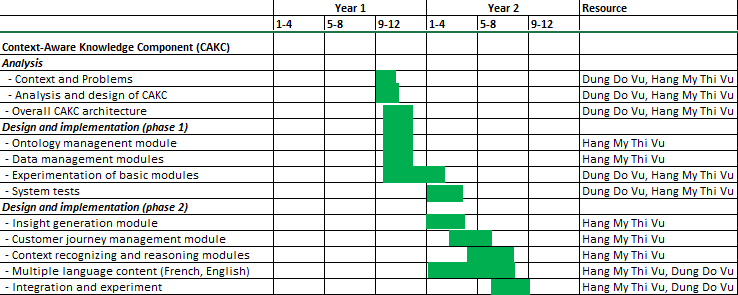 Year 1 Year 2 Resource
1-4 5-8 9-12 1-4 5-8 9-12
Context-Aware Knowledge Component (CAKC)
Analysis
- Context and Problems Dung Do Vu, Hang My Thi Vu
- Analysis and design of CAKC Dung Do Vu, Hang My Thi Vu
- Overall CAKC architecture Dung Do Vu, Hang My Thi Vu
Design and implementation (phase 1)
- Ontology management module Hang My Thi Vu
- Data management modules Hang My Thi Vu
- Experimentation of basic modules Dung Do Vu, Hang My Thi Vu
- System tests Dung Do Vu, Hang My Thi Vu
Design and implementation (phase 2)
- Insight generation module Hang My Thi Vu
- Customer journey management module Hang My Thi Vu
- Context recognizing and reasoning modules Hang My Thi Vu
- Multiple language content (French, English) Hang My Thi Vu, Dung Do Vu
- Integration and experiment Hang My Thi Vu, Dung Do Vu